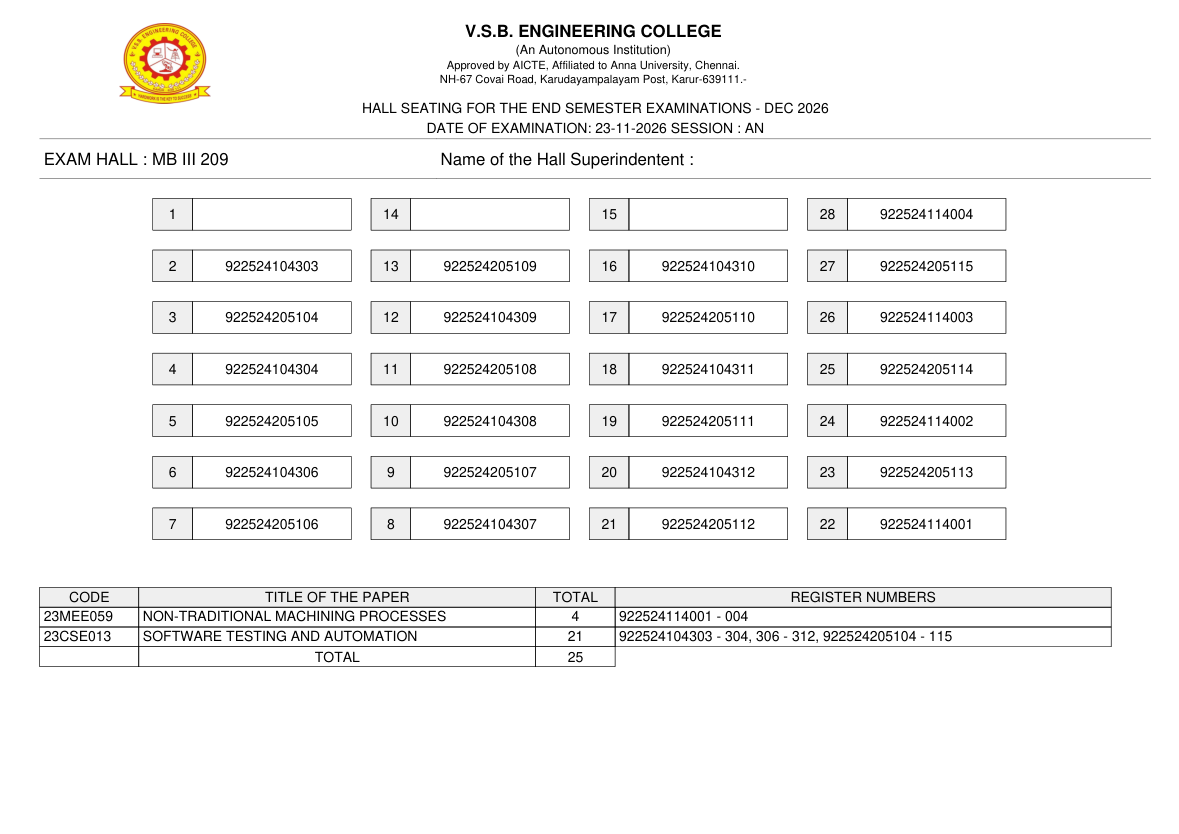 V.S.B. ENGINEERING COLLEGE
(An Autonomous Institution)
Approved by AICTE, Affiliated to Anna University, Chennai.
NH-67 Covai Road, Karudayampalayam Post, Karur-639111.-
HALL SEATING FOR THE END SEMESTER EXAMINATIONS - DEC 2026
DATE OF EXAMINATION: 23-11-2026 SESSION : AN
EXAM HALL : MB III 209 Name of the Hall Superintendent :
1 14 15 28 922524114004
2 922524104303 13 922524205109 16 922524104310 27 922524205115
3 922524205104 12 922524104309 17 922524205110 26 922524114003
4 922524104304 11 922524205108 18 922524104311 25 922524205114
5 922524205105 10 922524104308 19 922524205111 24 922524114002
6 922524104306 9 922524205107 20 922524104312 23 922524205113
7 922524205106 8 922524104307 21 922524205112 22 922524114001
CODE TITLE OF THE PAPER TOTAL REGISTER NUMBERS
23MEE059 NON-TRADITIONAL MACHINING PROCESSES 4 922524114001 - 004
23CSE013 SOFTWARE TESTING AND AUTOMATION 21 922524104303 - 304, 306 - 312, 922524205104 - 115
TOTAL 25